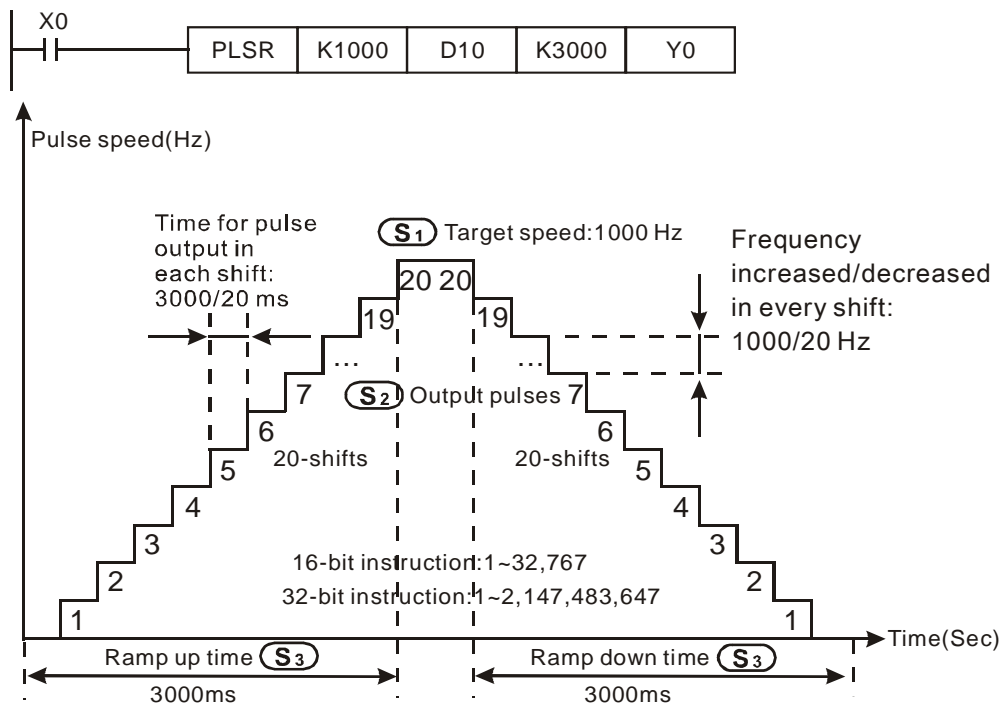 X0
PLSR K1000 D10 K3000 Y0
Pulse speed(Hz)
Time for pulse
output in
each shift:
3000/20 ms
S1 Target speed:1000 Hz
Frequency
increased/decreased
in every shift:
1000/20 Hz
20 20
19 19
... ...
7 S2 Output pulses 7
6 6
20-shifts 20-shifts
5 5
4 4
3 3
16-bit instruction:1~32,767
2 2
32-bit instruction:1~2,147,483,647
1 1
Time(Sec)
Ramp up time S3 Ramp down time S3
3000ms 3000ms